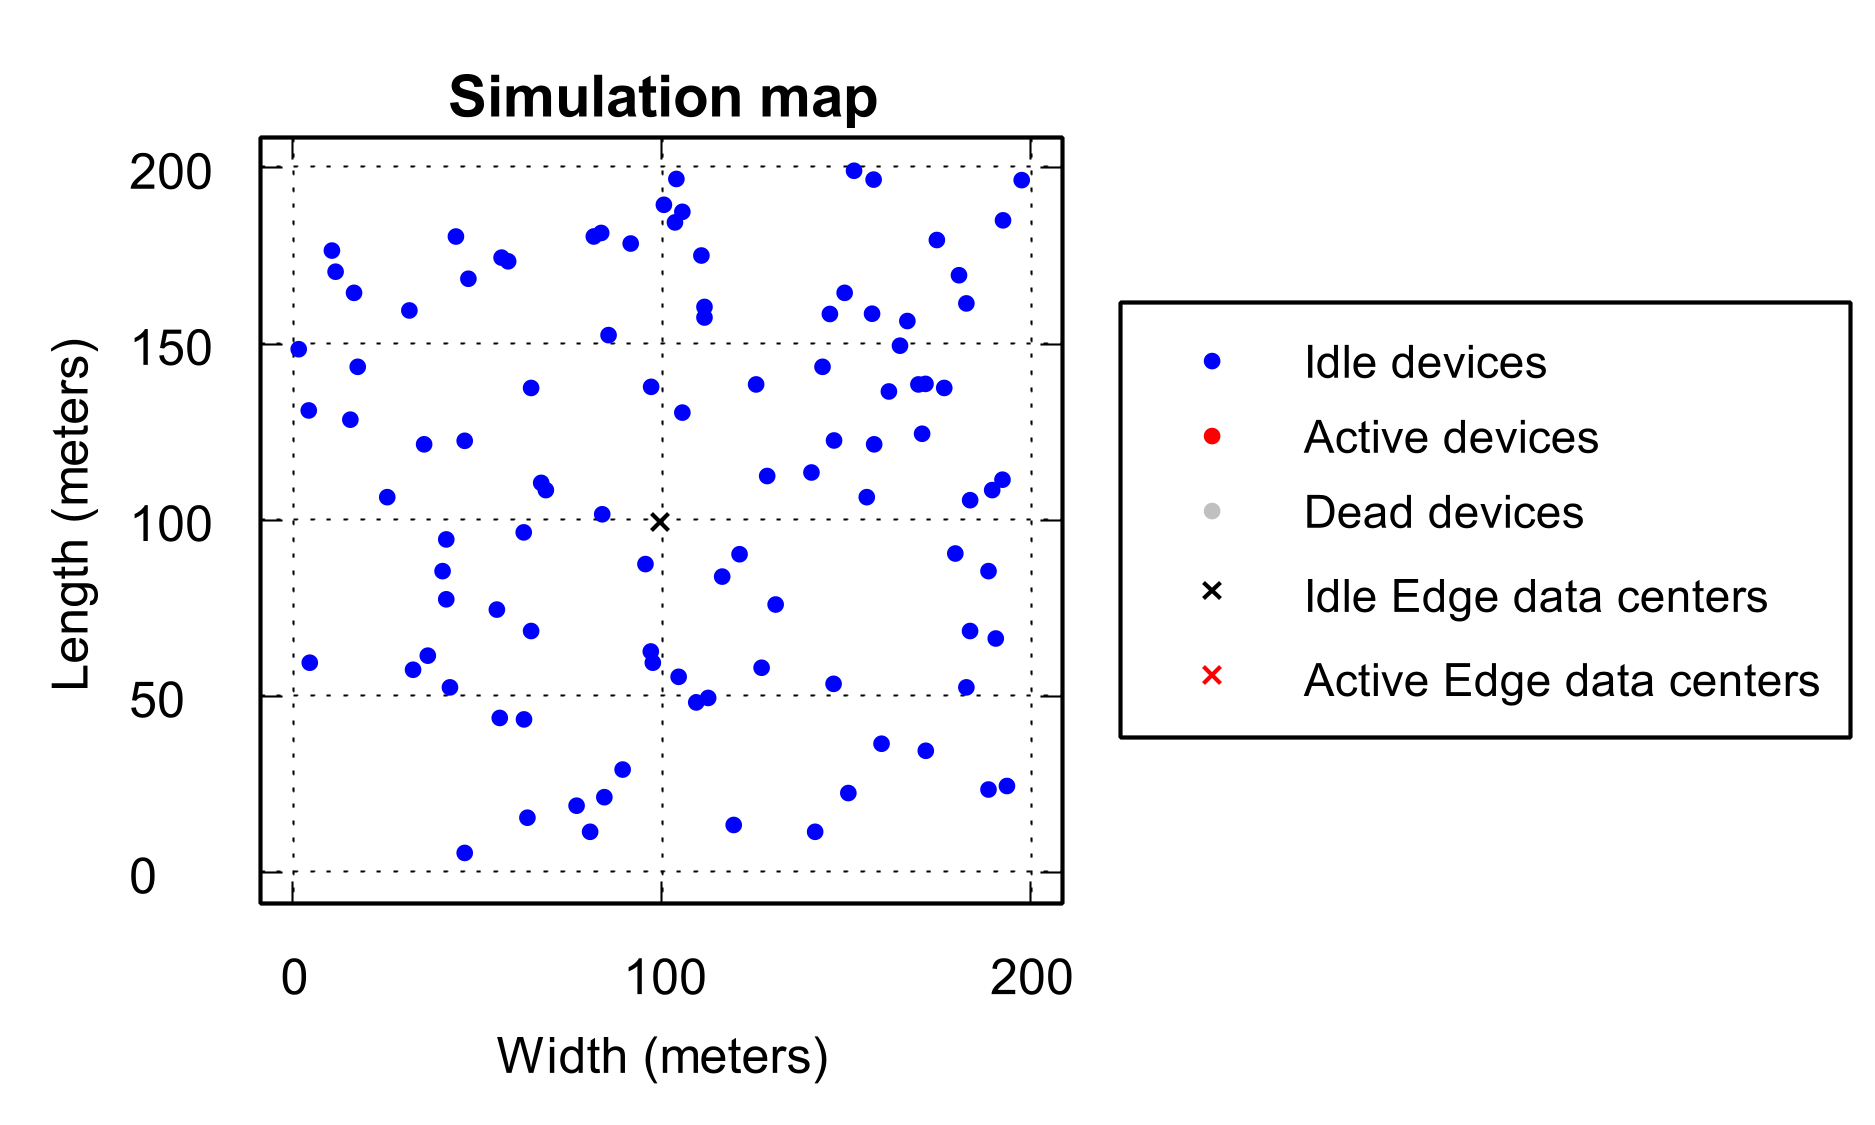 Simulation map
200
150
100
50
0
Length (meters)
0 100 200
Width (meters)
Idle devices
Active devices
Dead devices
Idle Edge data centers
Active Edge data centers